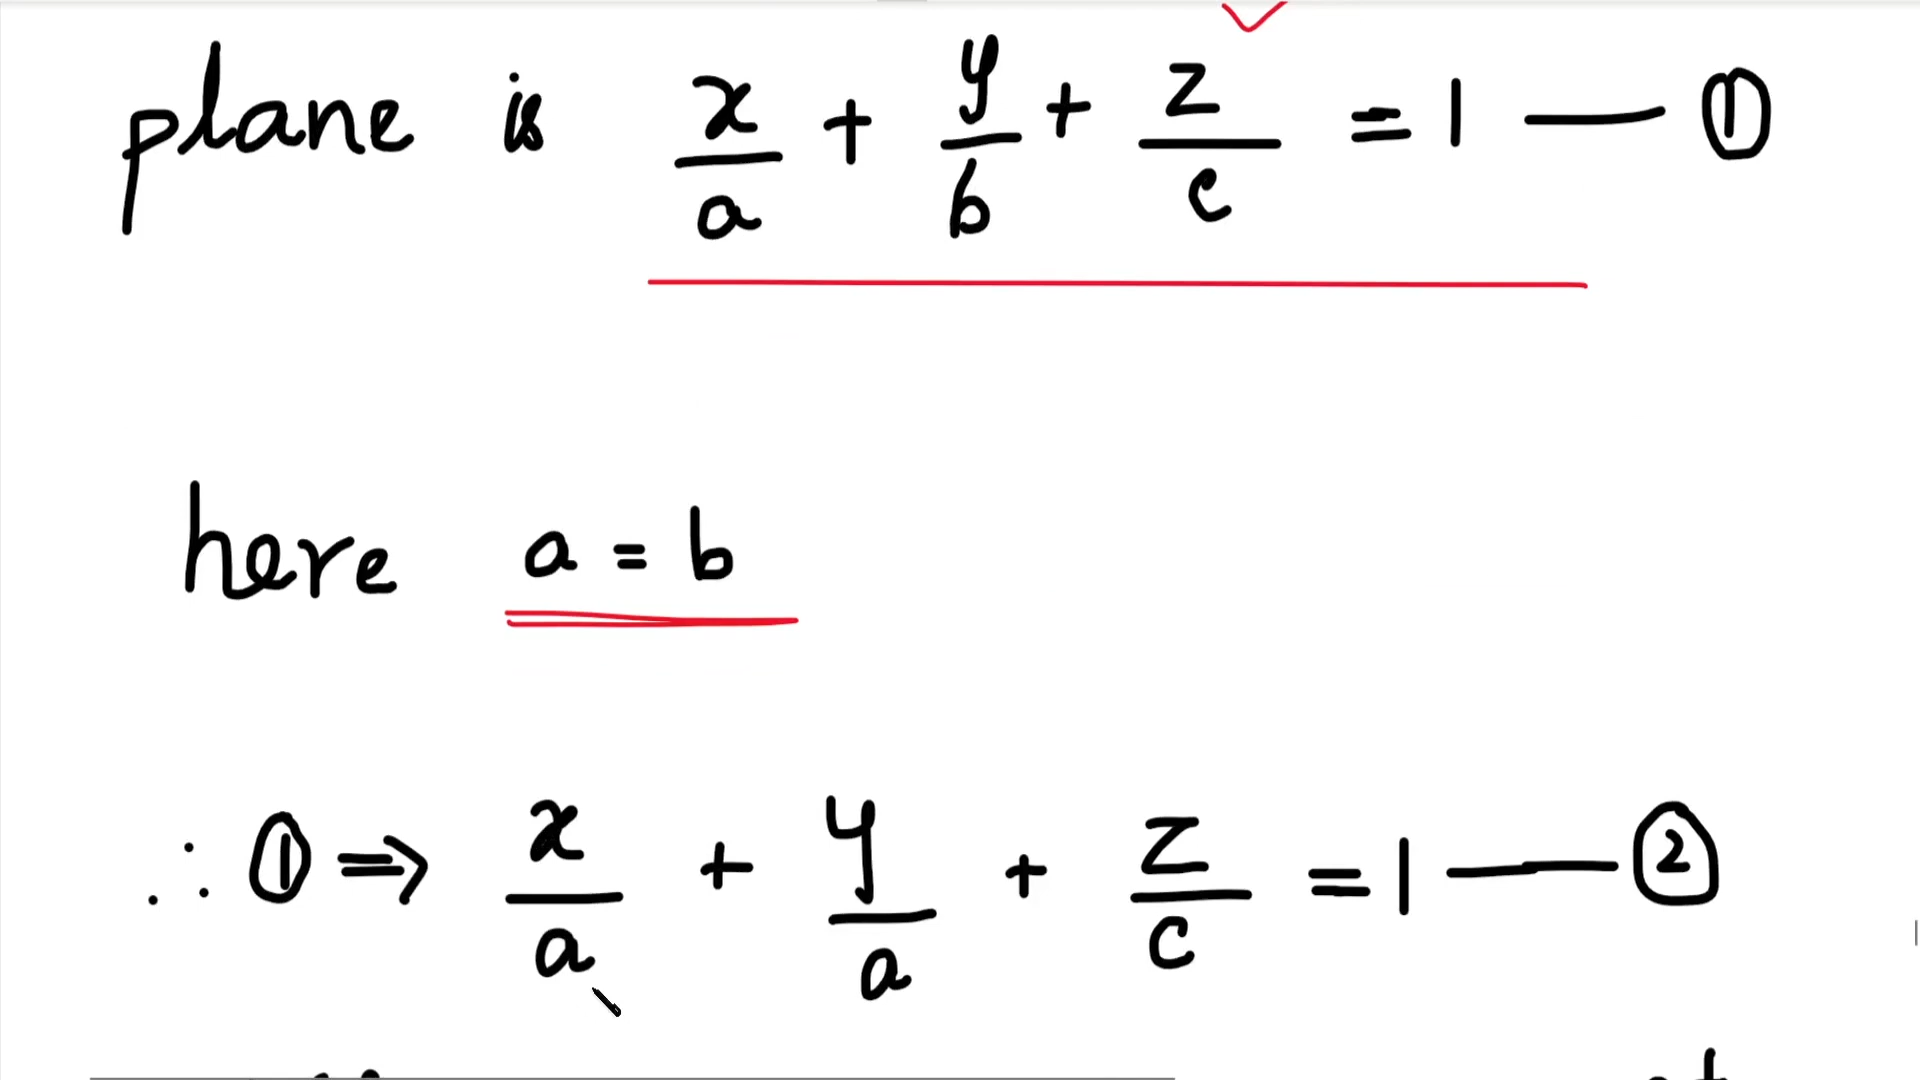 plane is x/a + y/b + z/c = 1 — ①
here a = b
∴ ① ⇒ x/a + y/a + z/c = 1 — ②